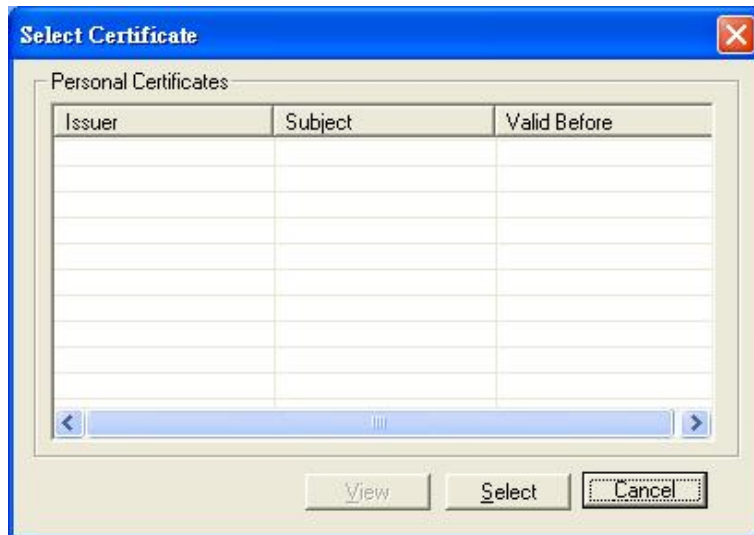 Select Certificate
Personal Certificates
Issuer Subject Valid Before
View Select Cancel